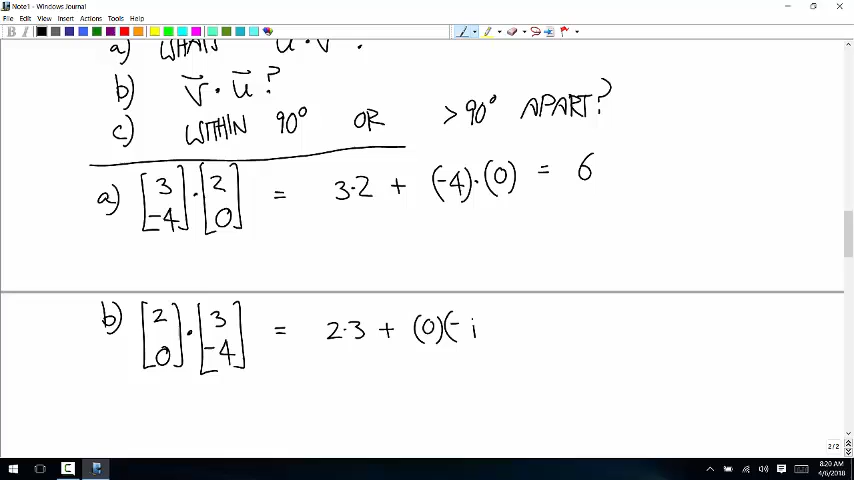 Note1 - Windows Journal
File Edit View Insert Actions Tools Help
B
a) WHATS u · v
b) v⃗ · u⃗ ?
c) WITHIN 90° OR > 90° APART?
a) [3 -4] · [2 0] = 3·2 + (-4)·(0) = 6
b) [2 0] · [3 -4] = 2·3 + (0)(-
2/2
8:20 AM
4/6/2018